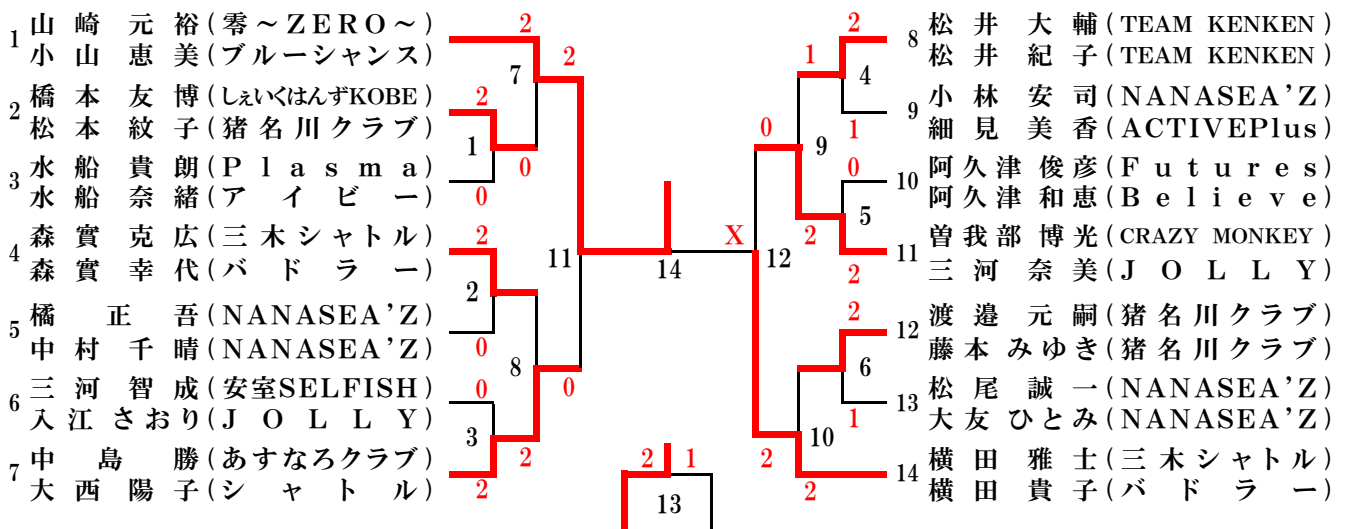 1
山崎元裕(零～ZERO～)
小山恵美(ブルーシャンス)
2
橋本友博(しぇいくはんずKOBE)
松本紋子(猪名川クラブ)
3
水船貴朗(Plasma)
水船奈緒(アイビー)
4
森實克広(三木シャトル)
森實幸代(バドラー)
5
橘正吾(NANASEA’Z)
中村千晴(NANASEA’Z)
6
三河智成(安室SELFISH)
入江さおり(JOLLY)
7
中島勝(あすなろクラブ)
大西陽子(シャトル)
2
7
2
2
1
0
0
2
2
0
11
8
0
0
3
2
2
14
X
12
2
1
4
1
0
9
0
5
2
2
2
6
1
10
2
2
2
1
13
8
松井大輔(TEAM KENKEN)
松井紀子(TEAM KENKEN)
9
小林安司(NANASEA’Z)
細見美香(ACTIVEPlus)
10
阿久津俊彦(Futures)
阿久津和恵(Believe)
11
曽我部博光(CRAZY MONKEY)
三河奈美(JOLLY)
12
渡邉元嗣(猪名川クラブ)
藤本みゆき(猪名川クラブ)
13
松尾誠一(NANASEA’Z)
大友ひとみ(NANASEA’Z)
14
横田雅士(三木シャトル)
横田貴子(バドラー)